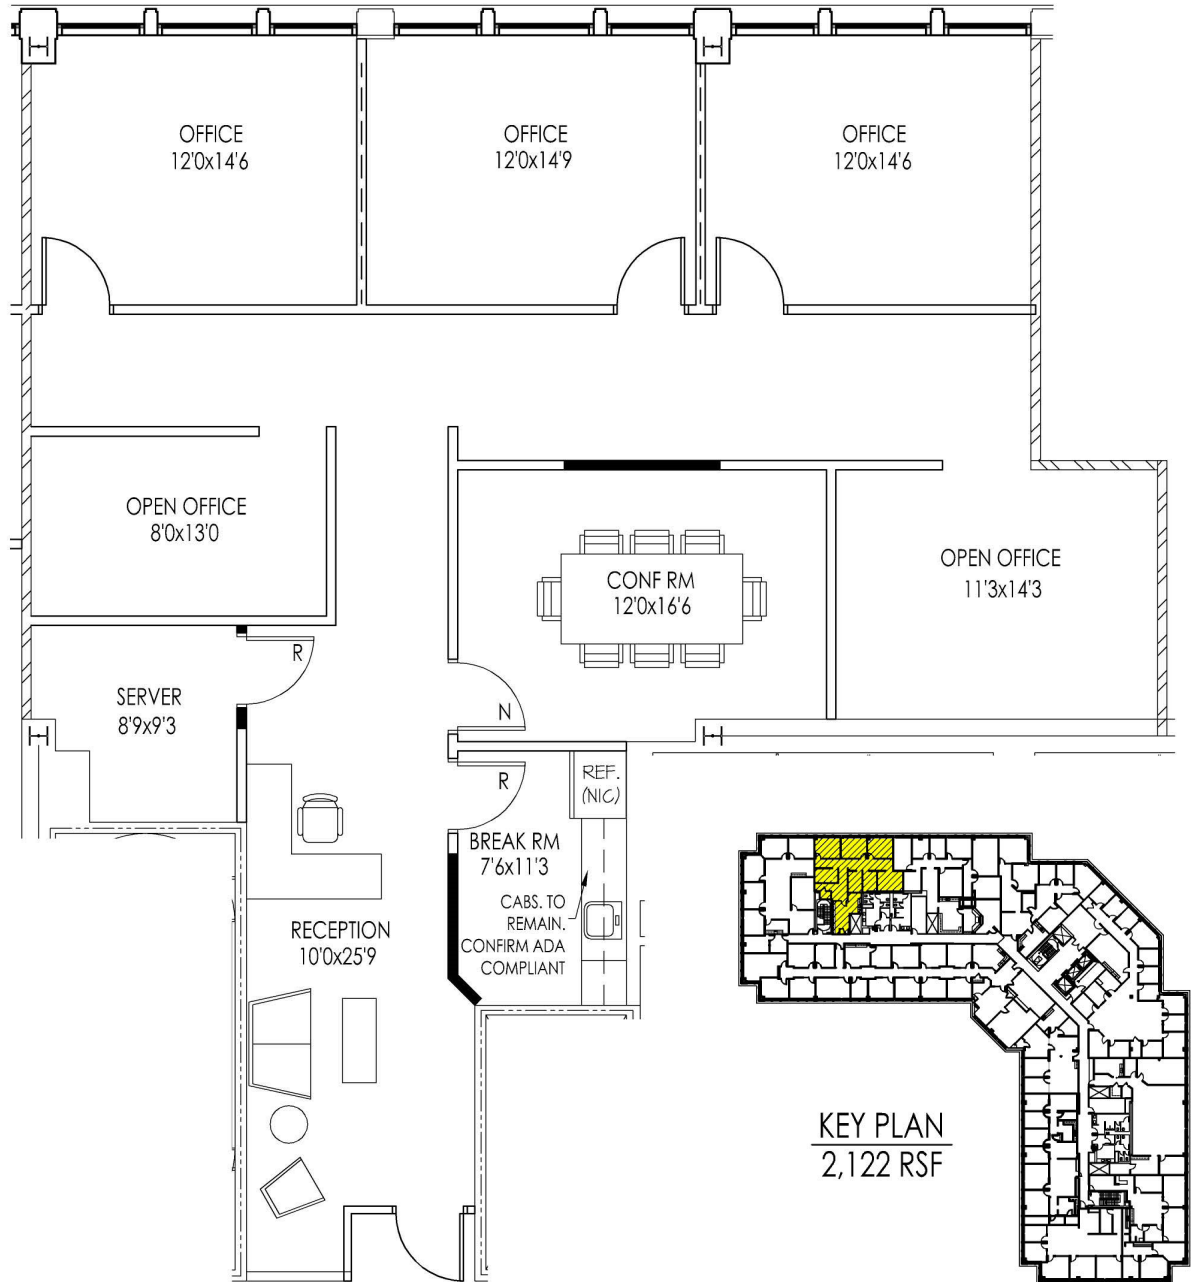 OFFICE
12'0x14'6
OFFICE
12'0x14'9
OFFICE
12'0x14'6
OPEN OFFICE
8'0x13'0
CONF RM
12'0x16'6
OPEN OFFICE
11'3x14'3
R
SERVER
8'9x9'3
N
R
REF.
(NIC)
BREAK RM
7'6x11'3
CABS. TO
REMAIN.
CONFIRM ADA
COMPLIANT
RECEPTION
10'0x25'9
KEY PLAN
2,122 RSF